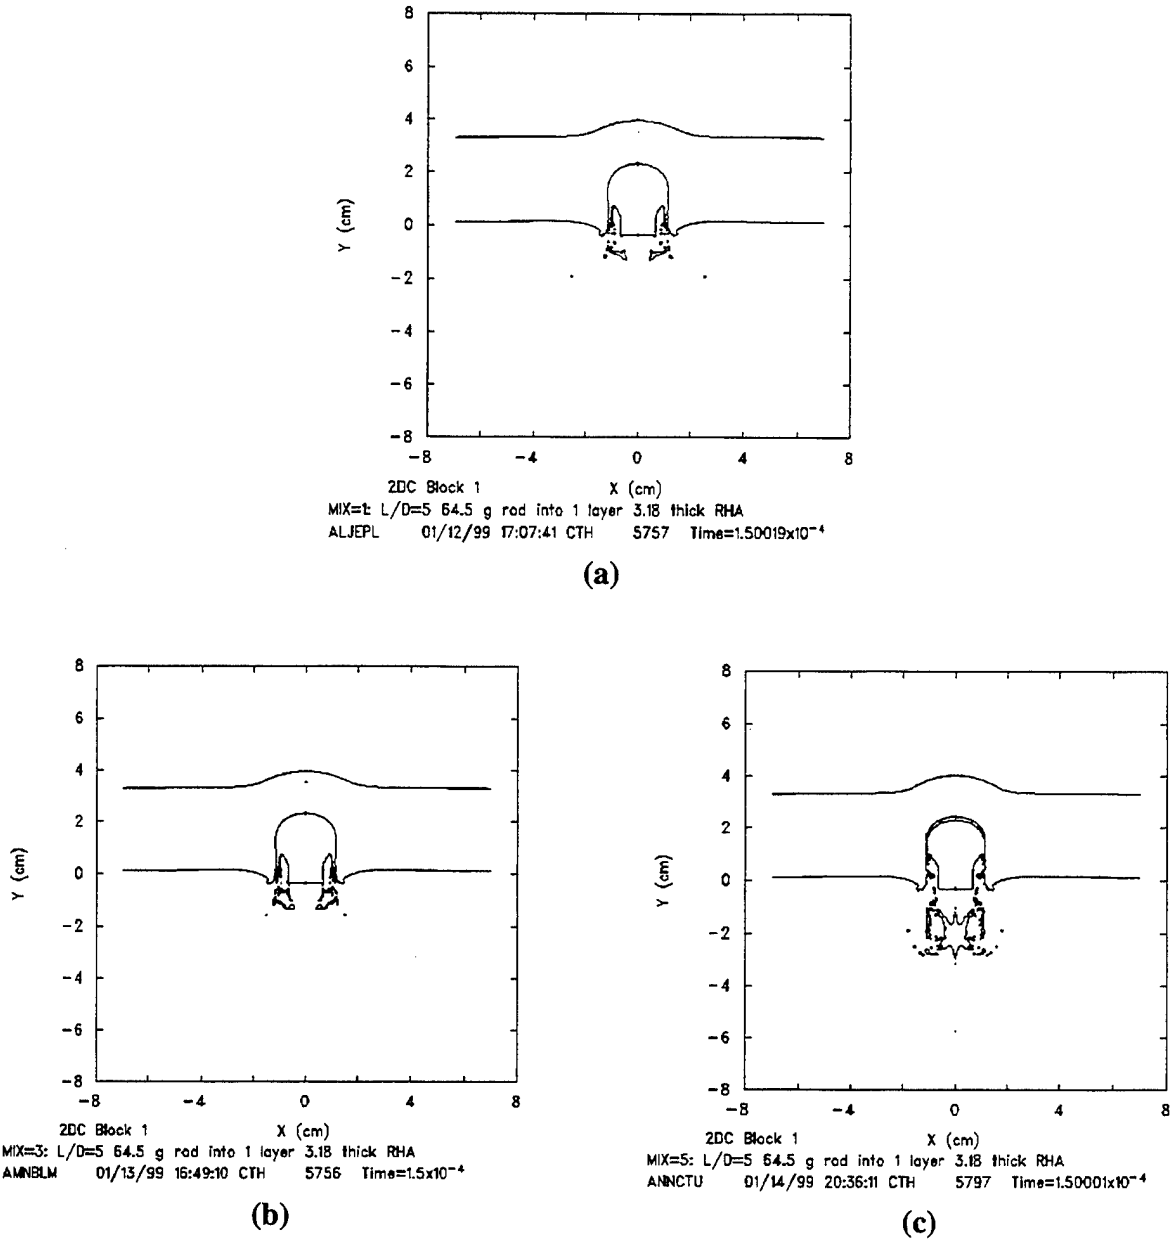 8
6
4
2
0
−2
−4
−6
−8
Y (cm)
−8 −4 0 4 8
2DC Block 1 X (cm)
MIX=1: L/D=5 64.5 g rod into 1 layer 3.18 thick RHA
ALJEPL 01/12/99 17:07:41 CTH 5757 Time=1.50019x10−4
(a)
8
6
4
2
0
−2
−4
−6
−8
Y (cm)
−8 −4 0 4 8
2DC Block 1 X (cm)
MIX=3: L/D=5 64.5 g rod into 1 layer 3.18 thick RHA
AMNBLM 01/13/99 16:49:10 CTH 5756 Time=1.5x10−4
(b)
8
6
4
2
0
−2
−4
−6
−8
Y (cm)
−8 −4 0 4 8
2DC Block 1 X (cm)
MIX=5: L/D=5 64.5 g rod into 1 layer 3.18 thick RHA
ANNCTU 01/14/99 20:36:11 CTH 5797 Time=1.50001x10−4
(c)